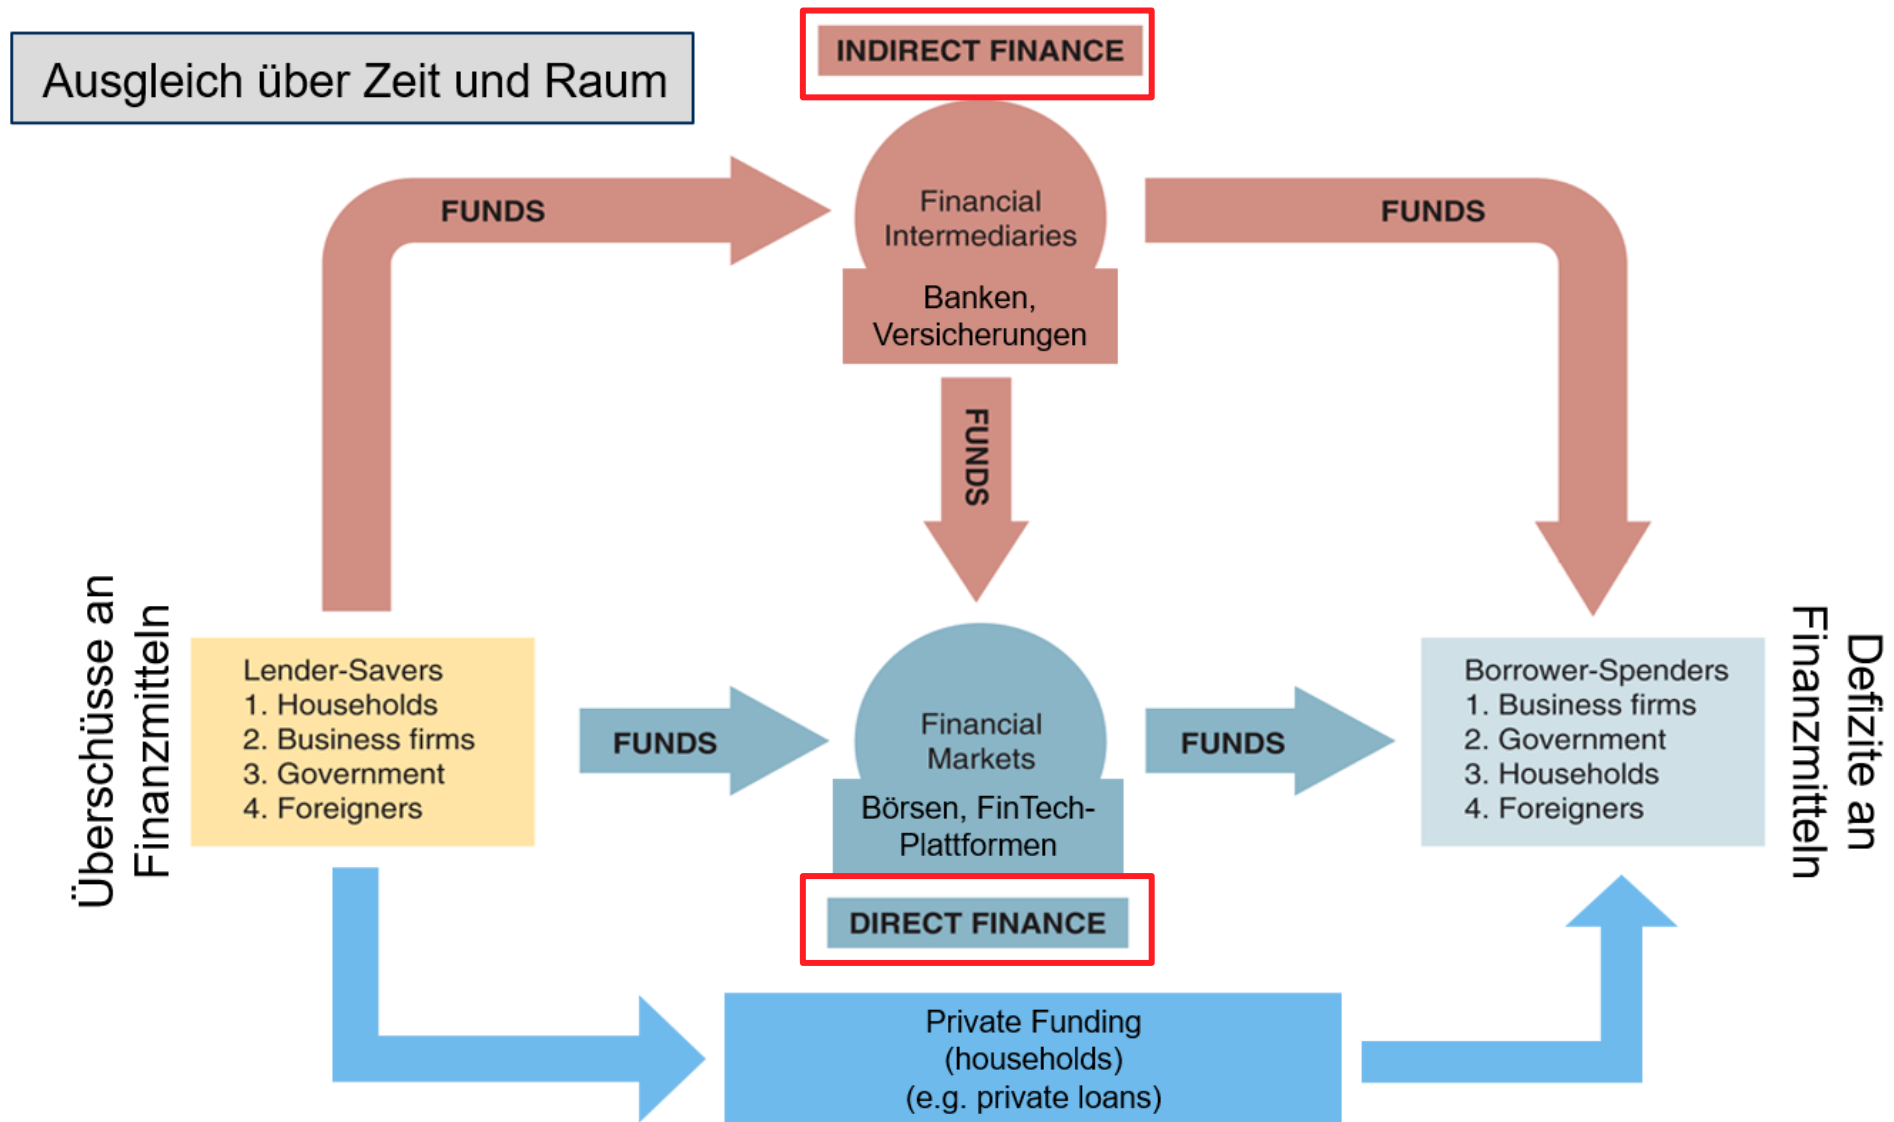 Ausgleich über Zeit und Raum
INDIRECT FINANCE
FUNDS
Financial
Intermediaries
Banken,
Versicherungen
FUNDS
FUNDS
Überschüsse an
Finanzmitteln
Lender-Savers
1. Households
2. Business firms
3. Government
4. Foreigners
FUNDS
Financial
Markets
Börsen, FinTech-
Plattformen
DIRECT FINANCE
FUNDS
Borrower-Spenders
1. Business firms
2. Government
3. Households
4. Foreigners
Defizite an
Finanzmitteln
Private Funding
(households)
(e.g. private loans)